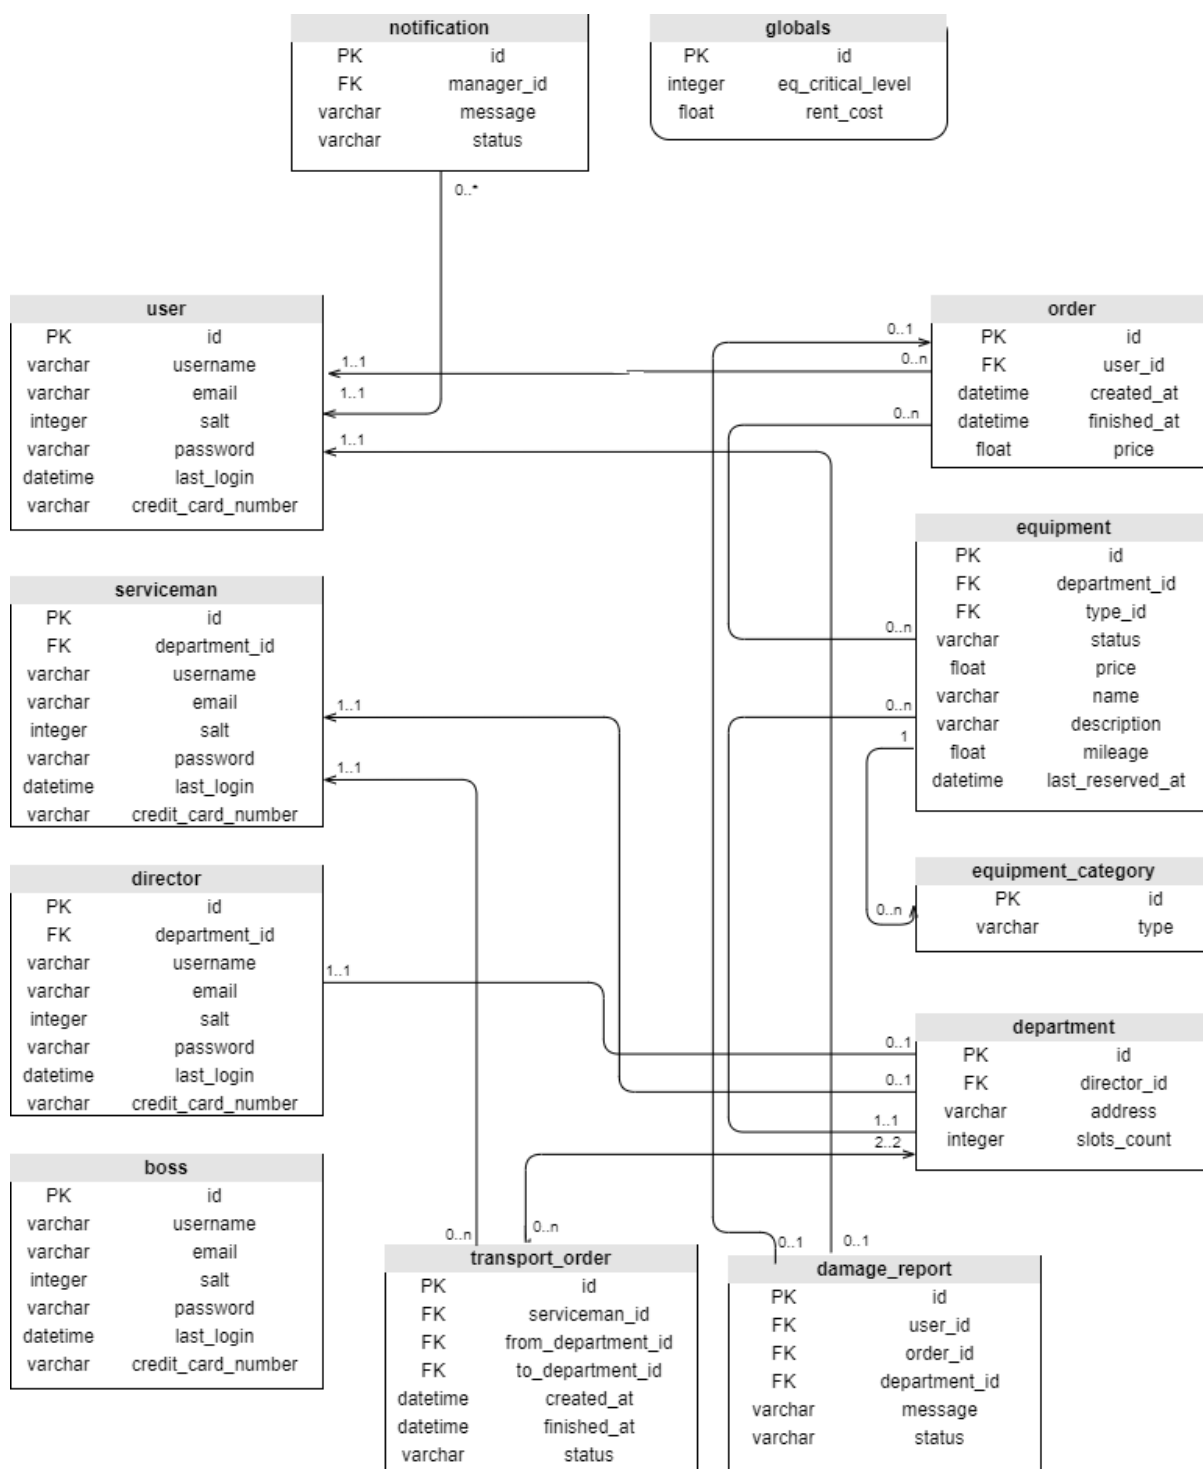 notification
PK id
FK manager_id
varchar message
varchar status
globals
PK id
integer eq_critical_level
float rent_cost
0..*
user
PK id
varchar username
varchar email
integer salt
varchar password
datetime last_login
varchar credit_card_number
1..1
1..1
1..1
0..1
0..n
0..n
order
PK id
FK user_id
datetime created_at
datetime finished_at
float price
equipment
PK id
FK department_id
FK type_id
varchar status
float price
varchar name
varchar description
float mileage
datetime last_reserved_at
0..n
0..n
1
serviceman
PK id
FK department_id
varchar username
varchar email
integer salt
varchar password
datetime last_login
varchar credit_card_number
1..1
1..1
equipment_category
PK id
varchar type
0..n
director
PK id
FK department_id
varchar username
varchar email
integer salt
varchar password
datetime last_login
varchar credit_card_number
1..1
department
PK id
FK director_id
varchar address
integer slots_count
0..1
0..1
1..1
2..2
boss
PK id
varchar username
varchar email
integer salt
varchar password
datetime last_login
varchar credit_card_number
0..n
0..n
transport_order
PK id
FK serviceman_id
FK from_department_id
FK to_department_id
datetime created_at
datetime finished_at
varchar status
0..1
0..1
damage_report
PK id
FK user_id
FK order_id
FK department_id
varchar message
varchar status